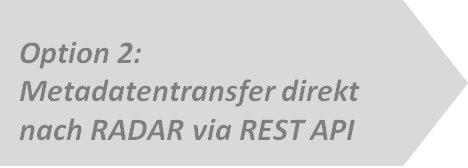 Option 2:
Metadatentransfer direkt
nach RADAR via REST API